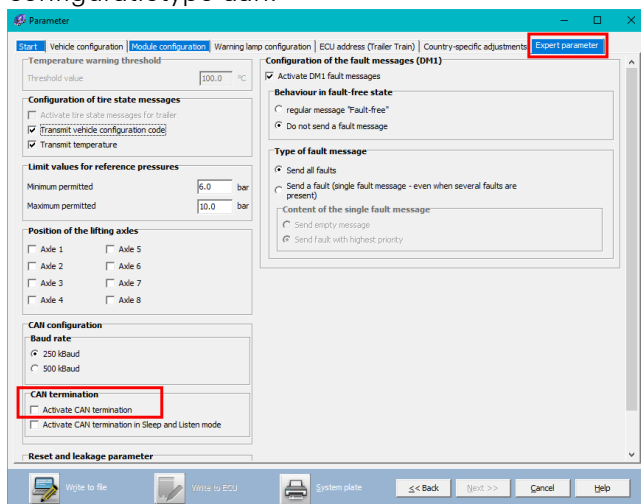 Parameter
Start Vehicle configuration Module configuration Warning lamp configuration ECU address (Trailer Train) Country-specific adjustments Expert parameter
Temperature warning threshold
Threshold value 100.0 °C
Configuration of tire state messages
Activate tire state messages for trailer
Transmit vehicle configuration code
Transmit temperature
Limit values for reference pressures
Minimum permitted 6.0 bar
Maximum permitted 10.0 bar
Position of the lifting axles
Axle 1 Axle 5
Axle 2 Axle 6
Axle 3 Axle 7
Axle 4 Axle 8
CAN configuration
Baud rate
250 kBaud
500 kBaud
CAN termination
Activate CAN termination
Activate CAN termination in Sleep and Listen mode
Reset and leakage parameter
Configuration of the fault messages (DM1)
Activate DM1 fault messages
Behaviour in fault-free state
regular message "Fault-free"
Do not send a fault message
Type of fault message
Send all faults
Send a fault (single fault message - even when several faults are
present)
Content of the single fault message
Send empty message
Send fault with highest priority
Write to file Write to ECU System plate << Back Next >> Cancel Help